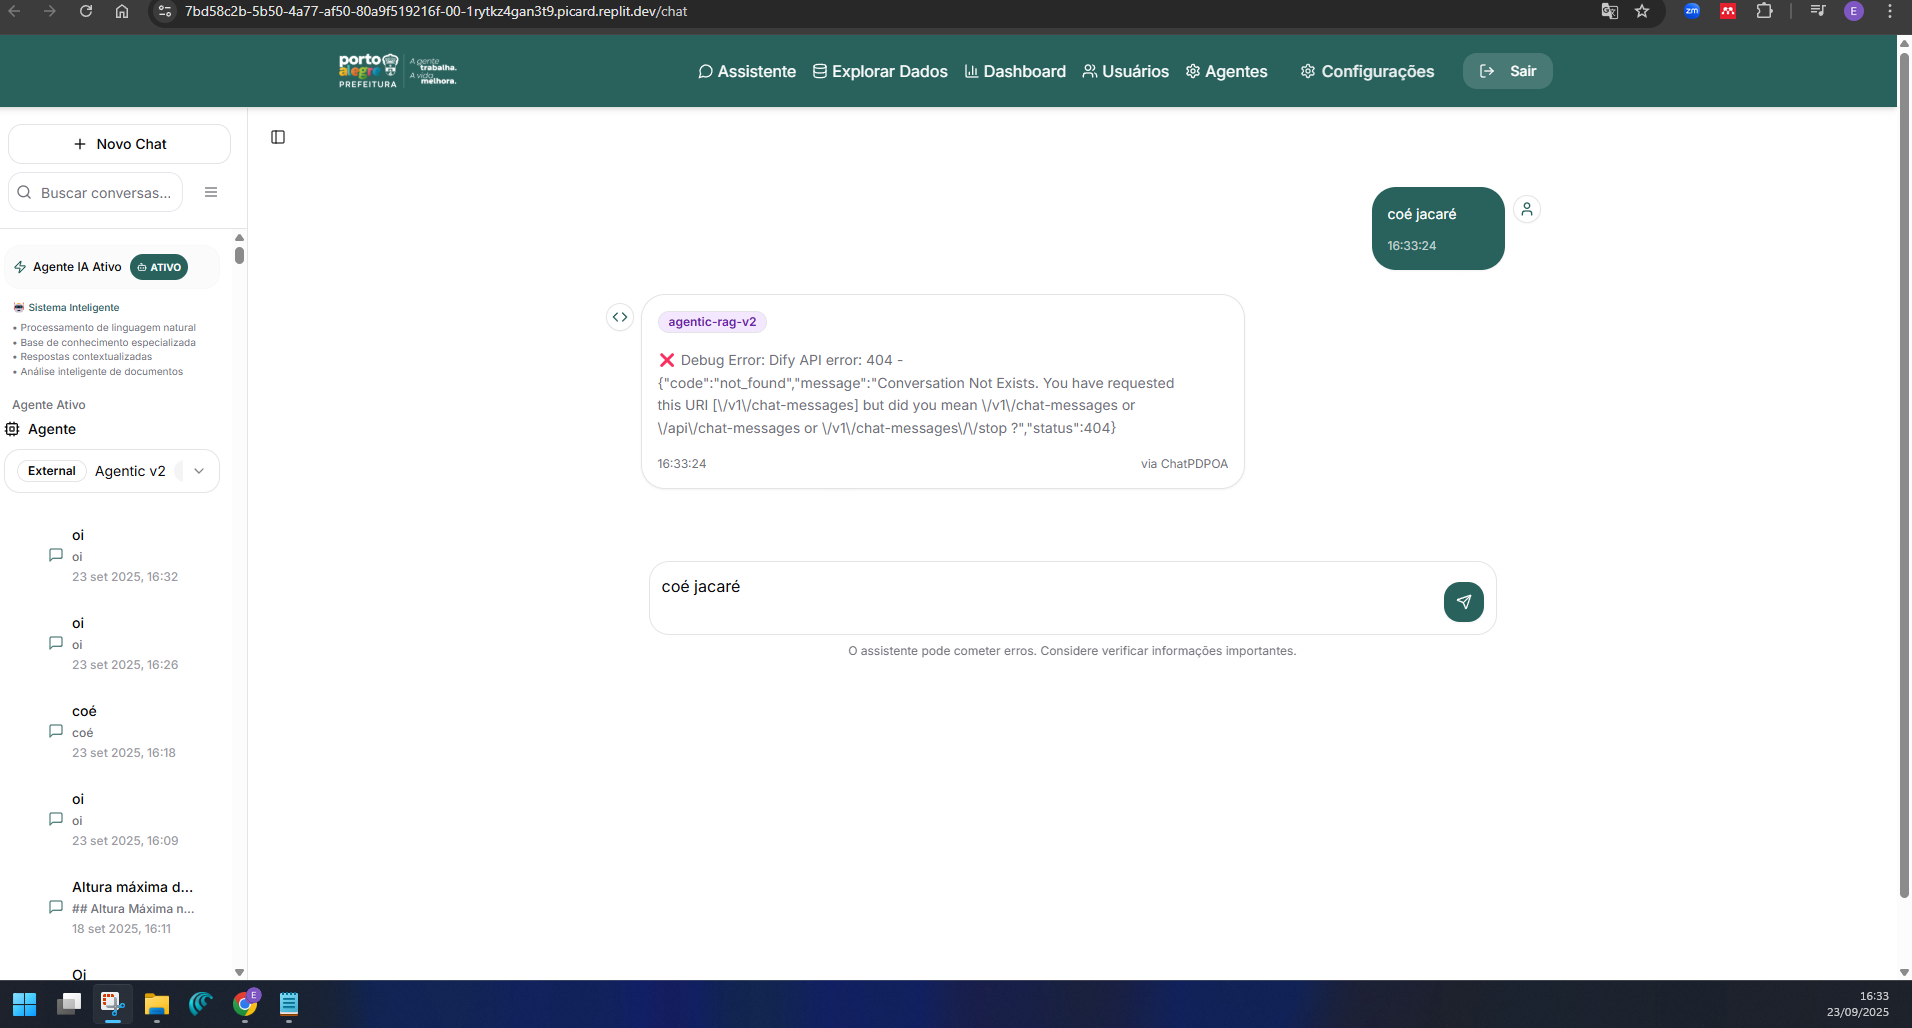 7bd58c2b-5b50-4a77-af50-80a9f519216f-00-1rytkz4gan3t9.picard.replit.dev/chat
zm
E
porto
alegre
PREFEITURA
A gente
trabalha.
A vida
melhora.
Assistente
Explorar Dados
Dashboard
Usuários
Agentes
Configurações
Sair
Novo Chat
Buscar conversas...
Agente IA Ativo
ATIVO
Sistema Inteligente
• Processamento de linguagem natural
• Base de conhecimento especializada
• Respostas contextualizadas
• Análise inteligente de documentos
Agente Ativo
Agente
External Agentic v2
oi
oi
23 set 2025, 16:32
oi
oi
23 set 2025, 16:26
coé
coé
23 set 2025, 16:18
oi
oi
23 set 2025, 16:09
Altura máxima d...
## Altura Máxima n...
18 set 2025, 16:11
Oi
coé jacaré
16:33:24
agentic-rag-v2
❌ Debug Error: Dify API error: 404 -
{"code":"not_found","message":"Conversation Not Exists. You have requested
this URI [\/v1\/chat-messages] but did you mean \/v1\/chat-messages or
\/api\/chat-messages or \/v1\/chat-messages\/\/stop ?","status":404}
16:33:24
via ChatPDPOA
coé jacaré
O assistente pode cometer erros. Considere verificar informações importantes.
E
16:33
23/09/2025